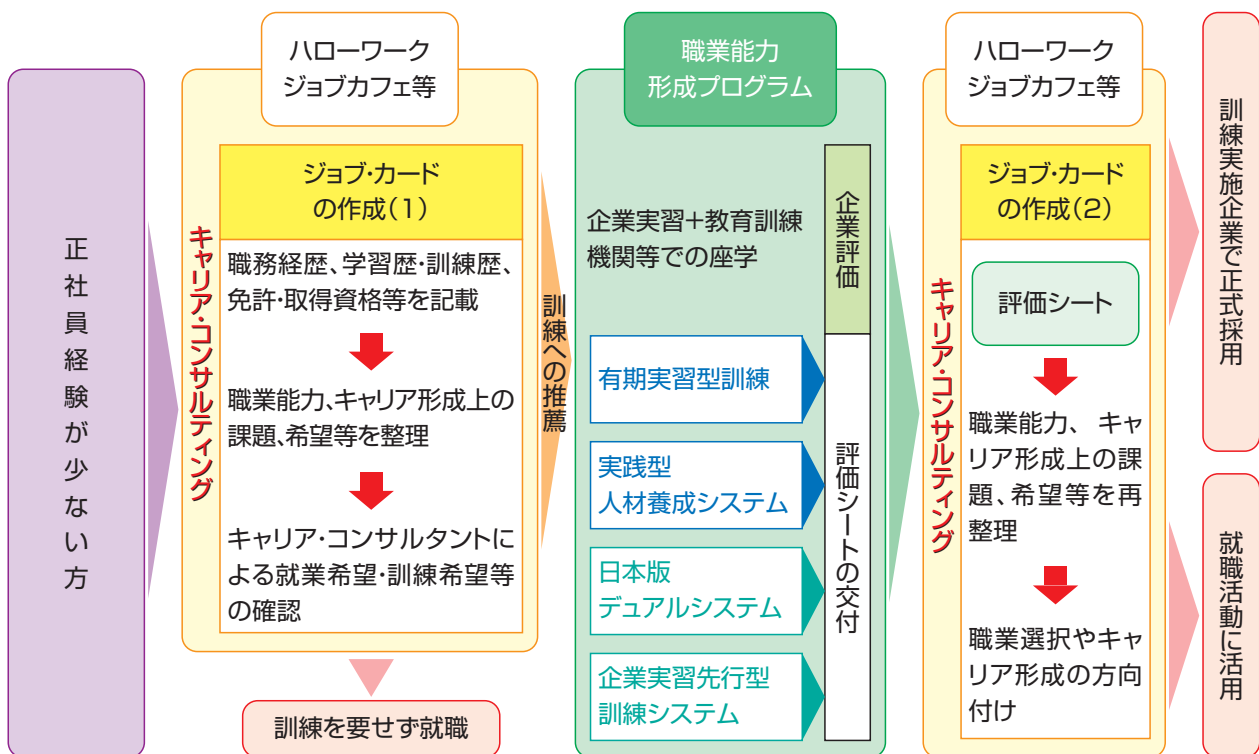 正社員経験が少ない方
ハローワーク
ジョブカフェ等
キャリア・コンサルティング
ジョブ・カード
の作成(1)
職務経歴、学習歴・訓練歴、
免許・取得資格等を記載
職業能力、キャリア形成上の
課題、希望等を整理
キャリア・コンサルタントに
よる就業希望・訓練希望等
の確認
訓練を要せず就職
訓練への推薦
職業能力
形成プログラム
企業実習+教育訓練
機関等での座学
有期実習型訓練
実践型
人材養成システム
日本版
デュアルシステム
企業実習先行型
訓練システム
企業評価
評価シートの交付
ハローワーク
ジョブカフェ等
キャリア・コンサルティング
ジョブ・カード
の作成(2)
評価シート
職業能力、キャ
リア形成上の課
題、希望等を再
整理
職業選択やキャ
リア形成の方向
付け
訓練実施企業で正式採用
就職活動に活用